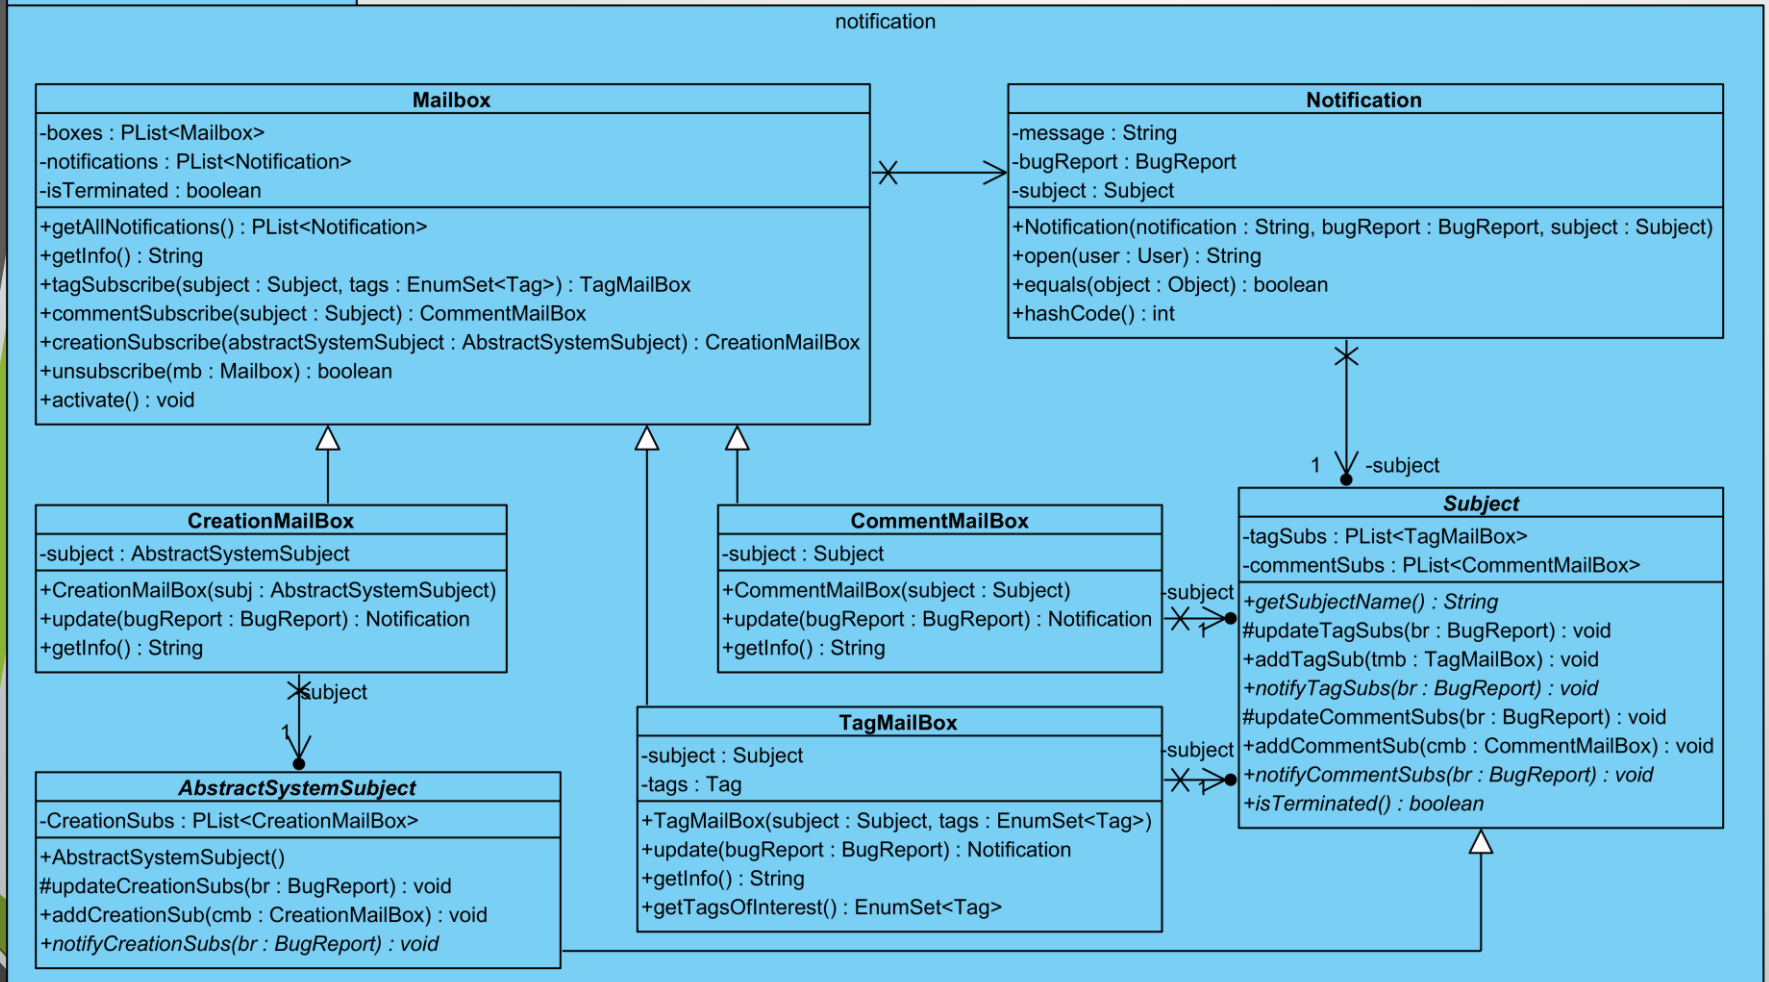 notification
Mailbox
-boxes : PList<Mailbox>
-notifications : PList<Notification>
-isTerminated : boolean
+getAllNotifications() : PList<Notification>
+getInfo() : String
+tagSubscribe(subject : Subject, tags : EnumSet<Tag>) : TagMailBox
+commentSubscribe(subject : Subject) : CommentMailBox
+creationSubscribe(abstractSystemSubject : AbstractSystemSubject) : CreationMailBox
+unsubscribe(mb : Mailbox) : boolean
+activate() : void
Notification
-message : String
-bugReport : BugReport
-subject : Subject
+Notification(notification : String, bugReport : BugReport, subject : Subject)
+open(user : User) : String
+equals(object : Object) : boolean
+hashCode() : int
1 -subject
CreationMailBox
-subject : AbstractSystemSubject
+CreationMailBox(subj : AbstractSystemSubject)
+update(bugReport : BugReport) : Notification
+getInfo() : String
subject
1
CommentMailBox
-subject : Subject
+CommentMailBox(subject : Subject)
+update(bugReport : BugReport) : Notification
+getInfo() : String
-subject
1
Subject
-tagSubs : PList<TagMailBox>
-commentSubs : PList<CommentMailBox>
+getSubjectName() : String
#updateTagSubs(br : BugReport) : void
+addTagSub(tmb : TagMailBox) : void
+notifyTagSubs(br : BugReport) : void
#updateCommentSubs(br : BugReport) : void
+addCommentSub(cmb : CommentMailBox) : void
+notifyCommentSubs(br : BugReport) : void
+isTerminated() : boolean
TagMailBox
-subject : Subject
-tags : Tag
+TagMailBox(subject : Subject, tags : EnumSet<Tag>)
+update(bugReport : BugReport) : Notification
+getInfo() : String
+getTagsOfInterest() : EnumSet<Tag>
-subject
1
AbstractSystemSubject
-CreationSubs : PList<CreationMailBox>
+AbstractSystemSubject()
#updateCreationSubs(br : BugReport) : void
+addCreationSub(cmb : CreationMailBox) : void
+notifyCreationSubs(br : BugReport) : void